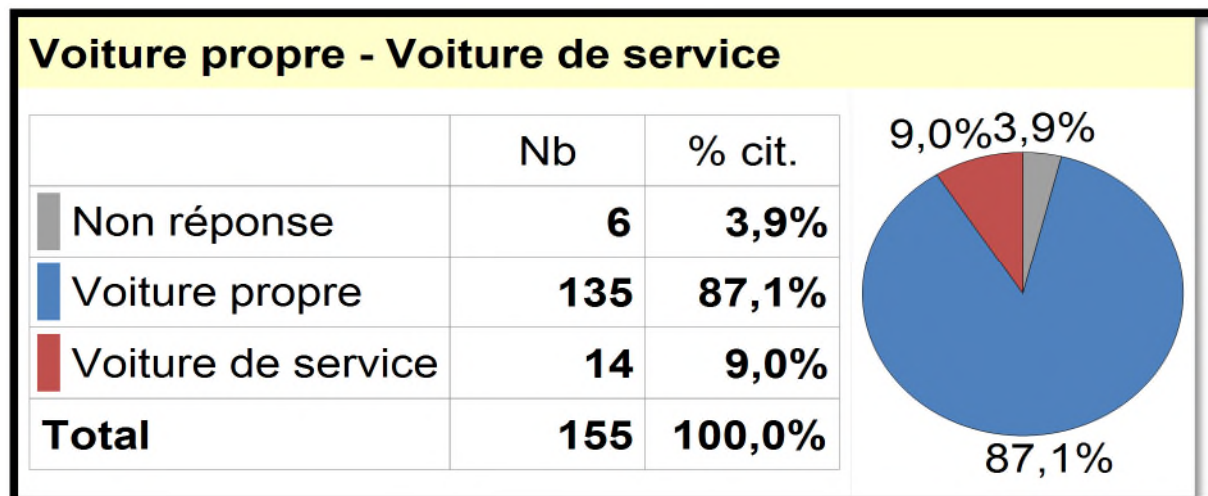 Voiture propre - Voiture de service
Nb % cit.
Non réponse 6 3,9%
Voiture propre 135 87,1%
Voiture de service 14 9,0%
Total 155 100,0%
9,0% 3,9%
87,1%